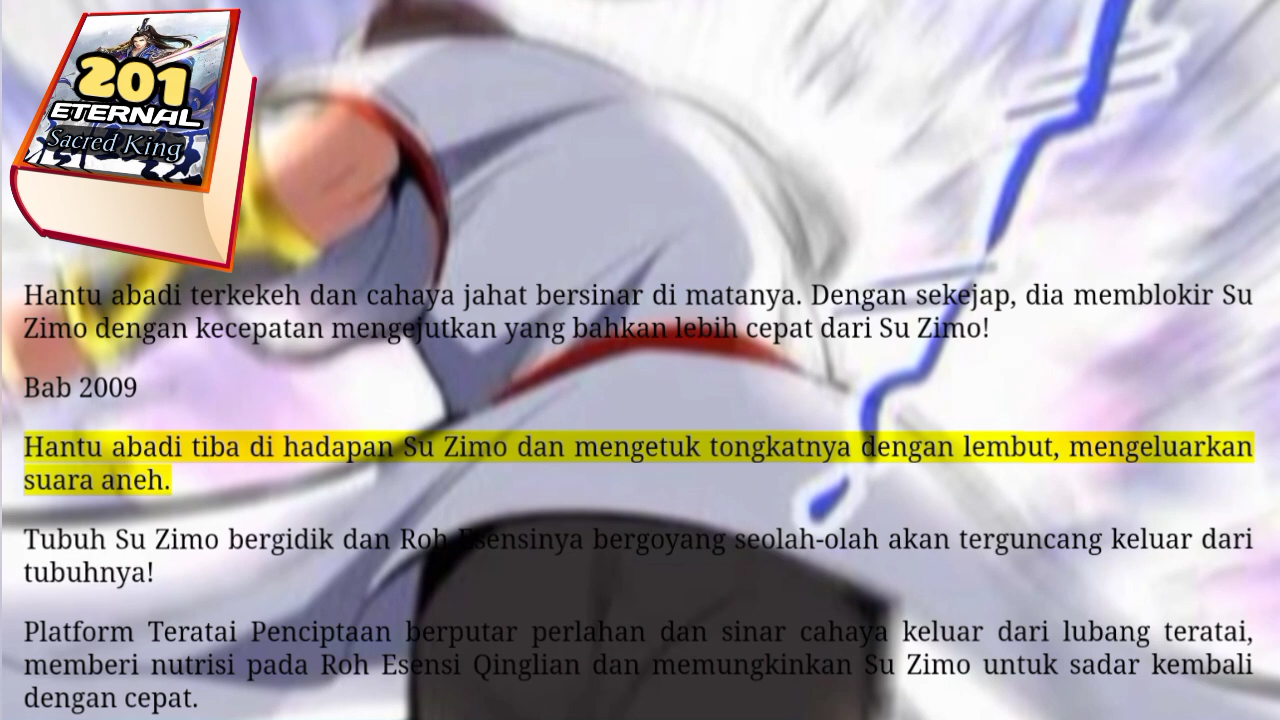 201
ETERNAL
Sacred King
Hantu abadi terkekeh dan cahaya jahat bersinar di matanya. Dengan sekejap, dia memblokir Su
Zimo dengan kecepatan mengejutkan yang bahkan lebih cepat dari Su Zimo!
Bab 2009
Hantu abadi tiba di hadapan Su Zimo dan mengetuk tongkatnya dengan lembut, mengeluarkan
suara aneh.
Tubuh Su Zimo bergidik dan Roh Esensinya bergoyang seolah-olah akan terguncang keluar dari
tubuhnya!
Platform Teratai Penciptaan berputar perlahan dan sinar cahaya keluar dari lubang teratai,
memberi nutrisi pada Roh Esensi Qinglian dan memungkinkan Su Zimo untuk sadar kembali
dengan cepat.